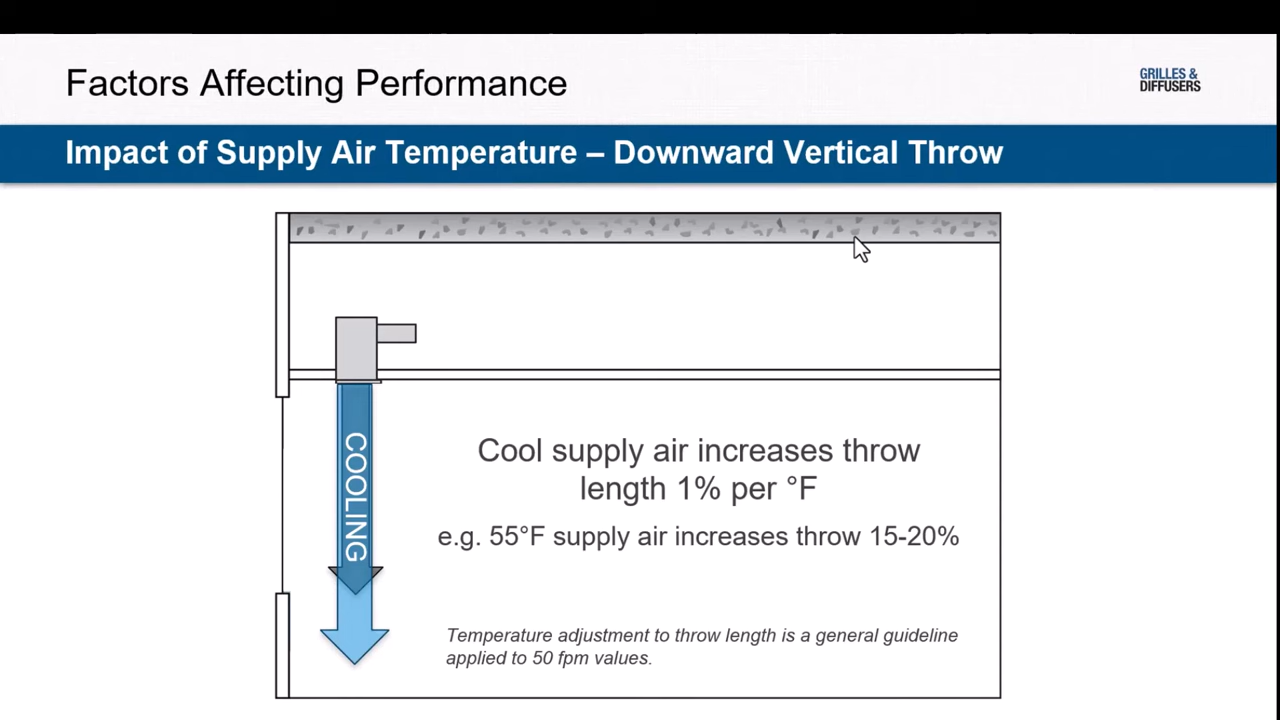 Factors Affecting Performance
GRILLES &
DIFFUSERS
Impact of Supply Air Temperature – Downward Vertical Throw
COOLING
Cool supply air increases throw
length 1% per °F
e.g. 55°F supply air increases throw 15-20%
Temperature adjustment to throw length is a general guideline
applied to 50 fpm values.